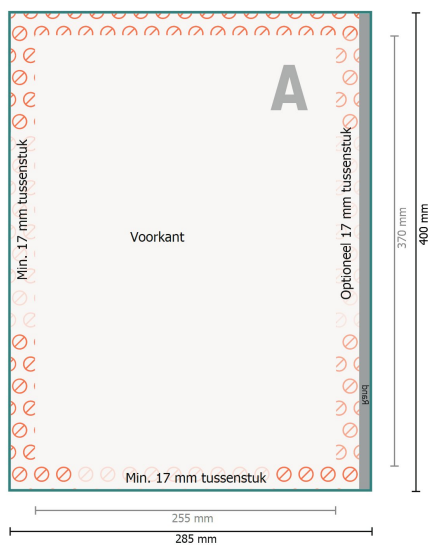 A
Min. 17 mm tussenstuk
Voorkant
Optioneel 17 mm tussenstuk
370 mm
400 mm
Rand
Min. 17 mm tussenstuk
255 mm
285 mm